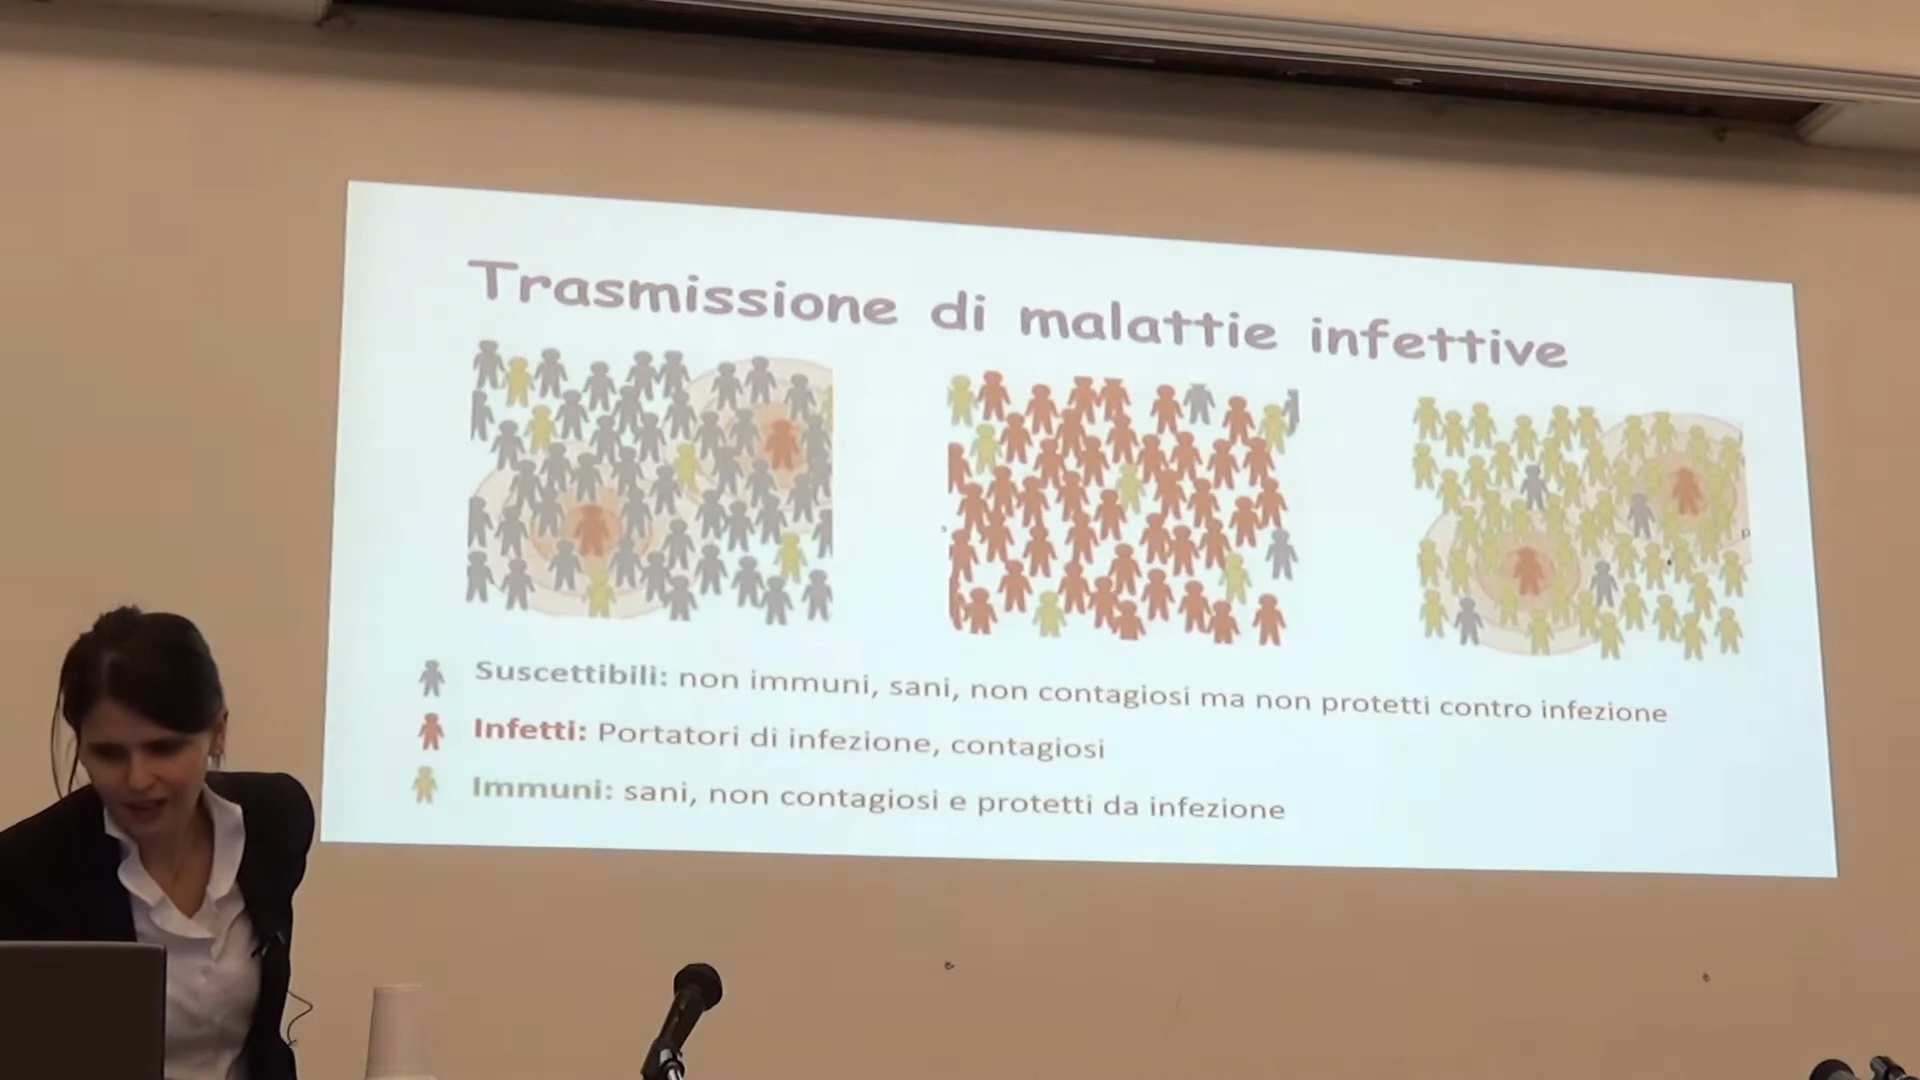 Trasmissione di malattie infettive
Suscettibili: non immuni, sani, non contagiosi ma non protetti contro infezione
Infetti: Portatori di infezione, contagiosi
Immuni: sani, non contagiosi e protetti da infezione